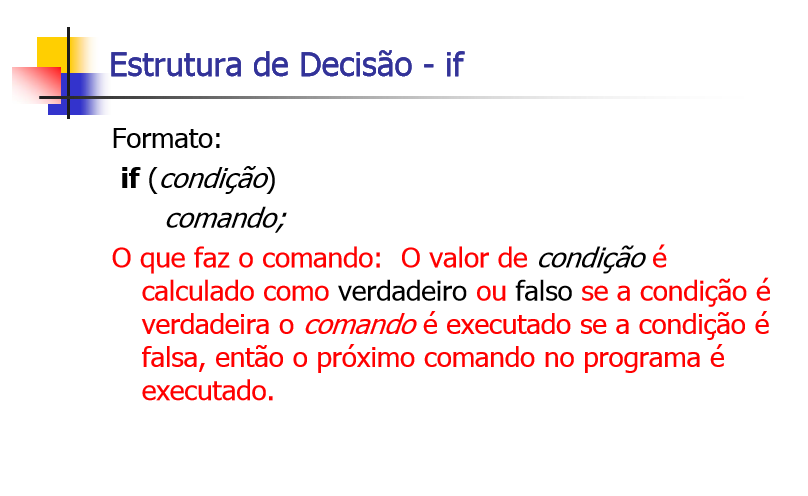 Estrutura de Decisão - if
Formato:
if (condição)
comando;
O que faz o comando: O valor de condição é
calculado como verdadeiro ou falso se a condição é
verdadeira o comando é executado se a condição é
falsa, então o próximo comando no programa é
executado.